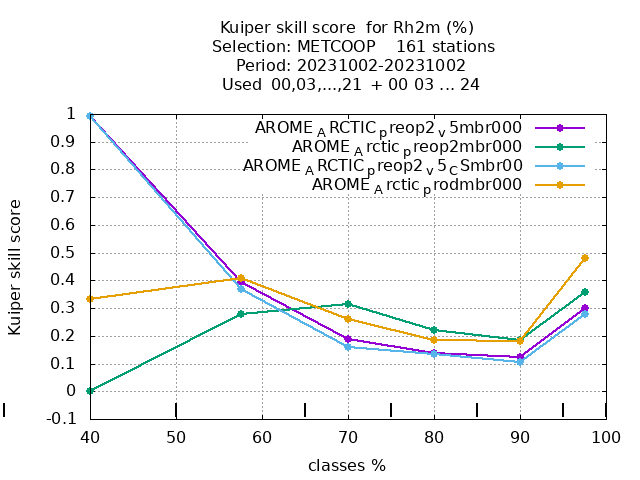 Kuiper skill score for Rh2m (%)
Selection: METCOOP 161 stations
Period: 20231002-20231002
Used 00,03,...,21 + 00 03 ... 24
AROME_ARCTIC_preop2_v5mbr000
AROME_Arctic_preop2mbr000
AROME_ARCTIC_preop2_v5_CSmbr00
AROME_Arctic_prodmbr000
1
0.9
0.8
0.7
0.6
0.5
0.4
0.3
0.2
0.1
0
-0.1
Kuiper skill score
40 50 60 70 80 90 100
classes %